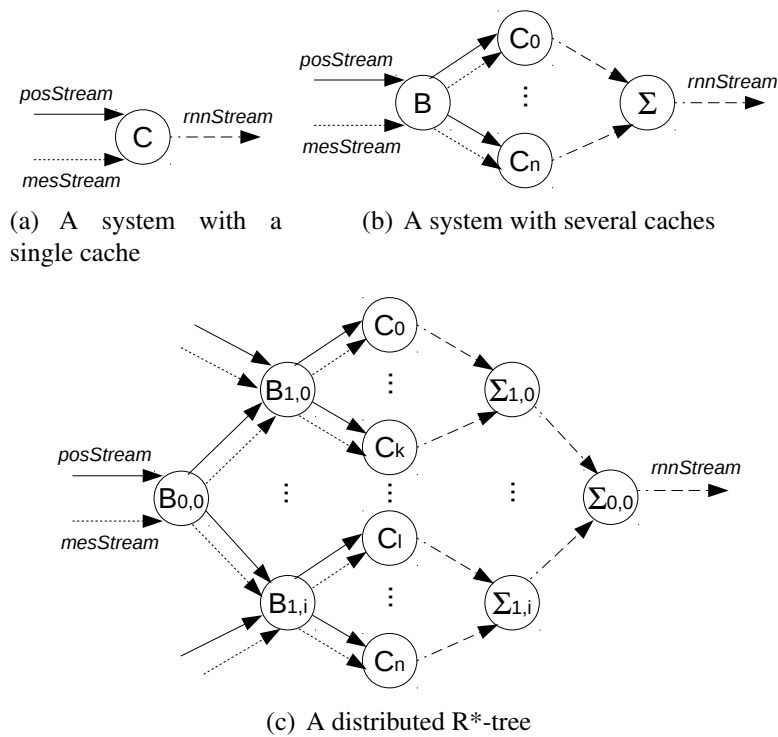 posStream
C
rnnStream
mesStream
(a) A system with a
single cache
posStream
B
mesStream
C0
⋮
Cn
Σ
rnnStream
(b) A system with several caches
posStream
B0,0
mesStream
B1,0
⋮
B1,i
C0
⋮
Ck
⋮
Cl
⋮
Cn
Σ1,0
⋮
Σ1,i
Σ0,0
rnnStream
(c) A distributed R*-tree